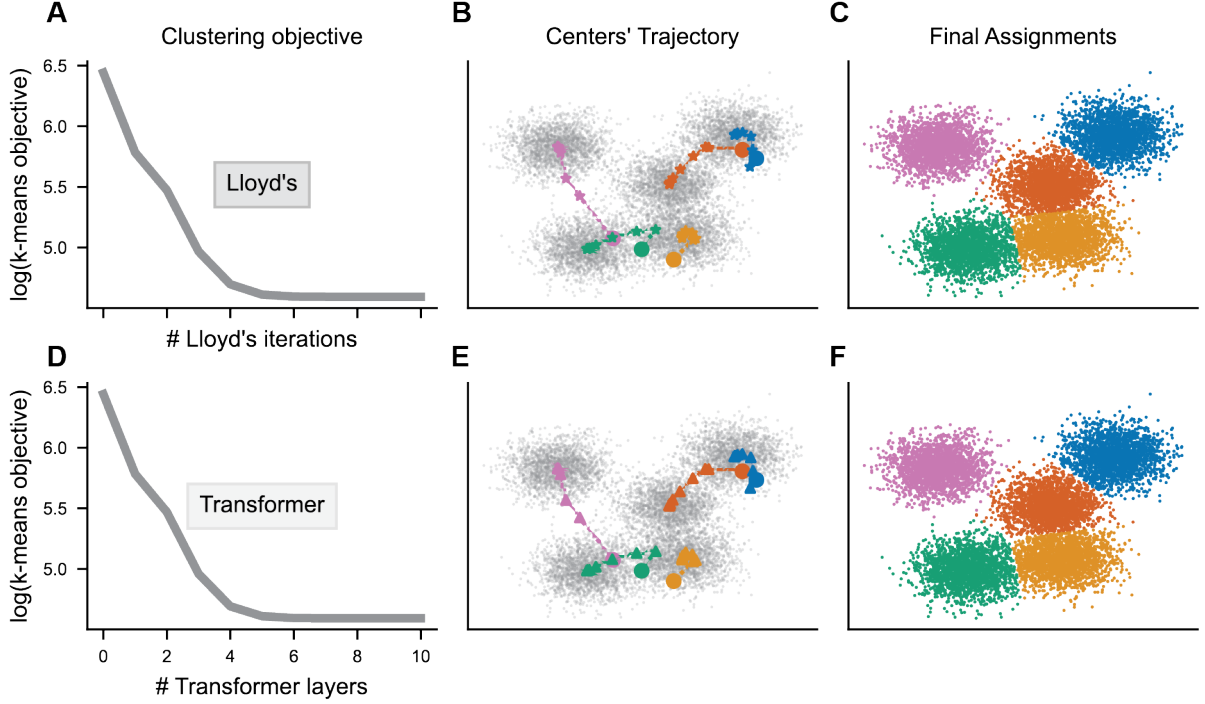 A
B
C
Clustering objective
Centers' Trajectory
Final Assignments
log(k-means objective)
6.5
6.0
5.5
5.0
Lloyd's
# Lloyd's iterations
D
E
F
log(k-means objective)
6.5
6.0
5.5
5.0
Transformer
0 2 4 6 8 10
# Transformer layers